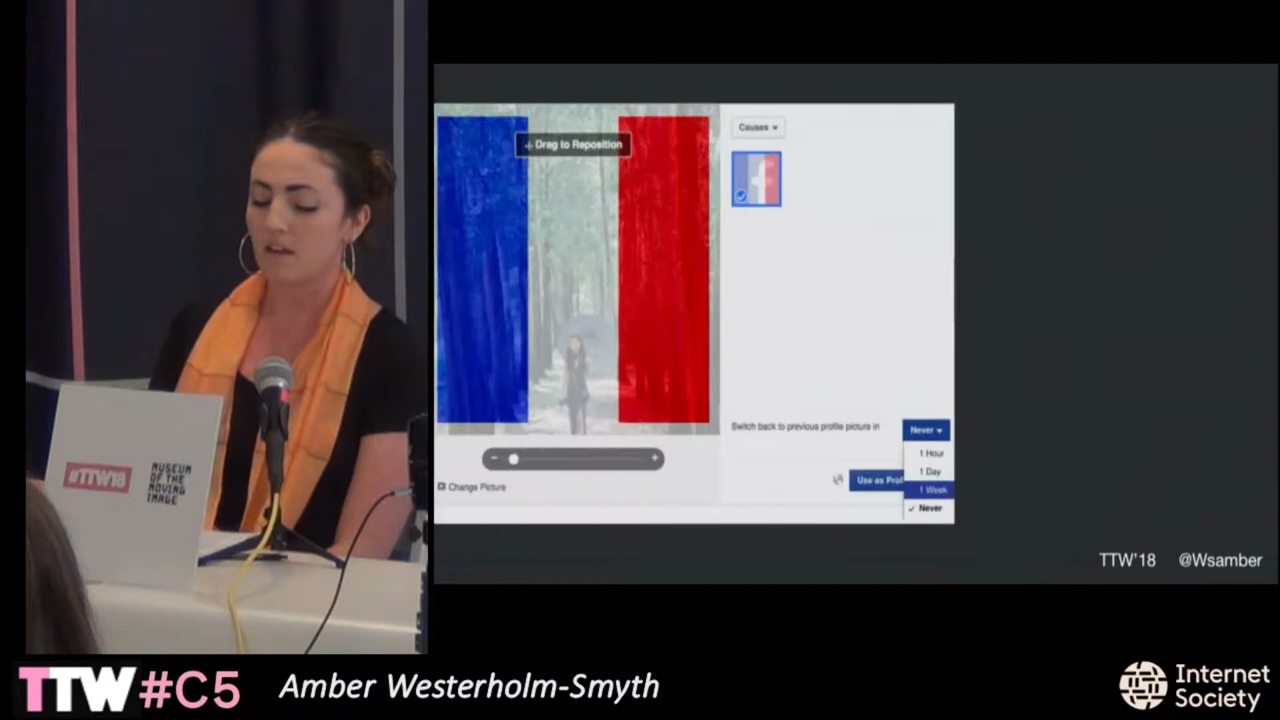 Drag to Reposition
Causes
Switch back to previous profile picture in
Never
1 Hour
1 Day
1 Week
Never
Use as Prof
Change Picture
#TTW18
MUSEUM
OF THE
MOVING
IMAGE
TTW'18 @Wsamber
TTW #C5
Amber Westerholm-Smyth
Internet
Society